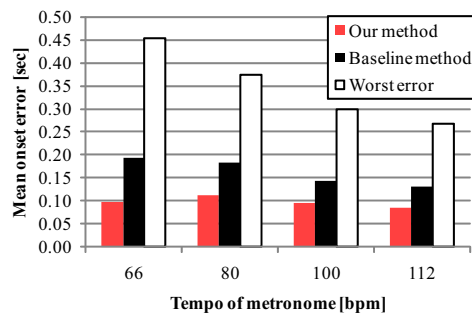 0.50
0.45
0.40
0.35
0.30
0.25
0.20
0.15
0.10
0.05
0.00
Mean onset error [sec]
Our method
Baseline method
Worst error
66 80 100 112
Tempo of metronome [bpm]